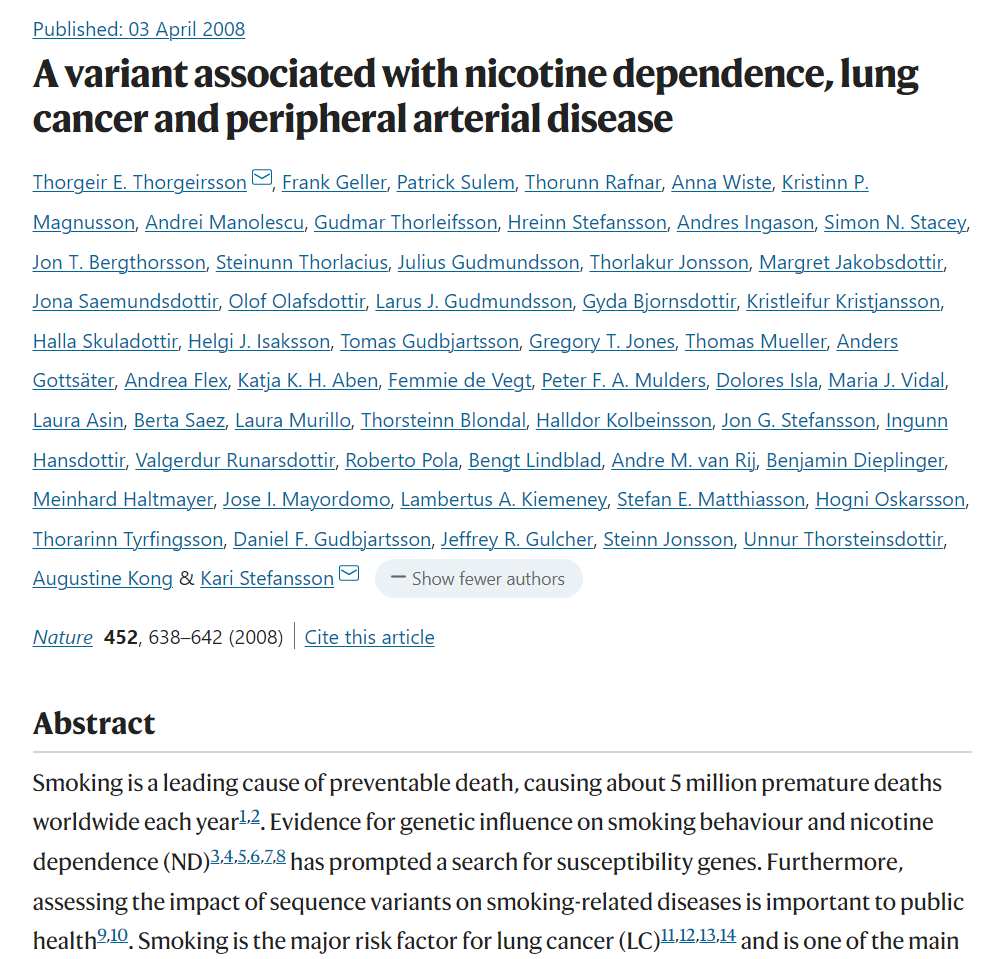 Published: 03 April 2008
A variant associated with nicotine dependence, lung
cancer and peripheral arterial disease
Thorgeir E. Thorgeirsson, Frank Geller, Patrick Sulem, Thorunn Rafnar, Anna Wiste, Kristinn P.
Magnusson, Andrei Manolescu, Gudmar Thorleifsson, Hreinn Stefansson, Andres Ingason, Simon N. Stacey,
Jon T. Bergthorsson, Steinunn Thorlacius, Julius Gudmundsson, Thorlakur Jonsson, Margret Jakobsdottir,
Jona Saemundsdottir, Olof Olafsdottir, Larus J. Gudmundsson, Gyda Bjornsdottir, Kristleifur Kristjansson,
Halla Skuladottir, Helgi J. Isaksson, Tomas Gudbjartsson, Gregory T. Jones, Thomas Mueller, Anders
Gottsäter, Andrea Flex, Katja K. H. Aben, Femmie de Vegt, Peter F. A. Mulders, Dolores Isla, Maria J. Vidal,
Laura Asin, Berta Saez, Laura Murillo, Thorsteinn Blondal, Halldor Kolbeinsson, Jon G. Stefansson, Ingunn
Hansdottir, Valgerdur Runarsdottir, Roberto Pola, Bengt Lindblad, Andre M. van Rij, Benjamin Dieplinger,
Meinhard Haltmayer, Jose I. Mayordomo, Lambertus A. Kiemeney, Stefan E. Matthiasson, Hogni Oskarsson,
Thorarinn Tyrfingsson, Daniel F. Gudbjartsson, Jeffrey R. Gulcher, Steinn Jonsson, Unnur Thorsteinsdottir,
Augustine Kong & Kari Stefansson — Show fewer authors
Nature 452, 638–642 (2008) | Cite this article
Abstract
Smoking is a leading cause of preventable death, causing about 5 million premature deaths
worldwide each year1,2. Evidence for genetic influence on smoking behaviour and nicotine
dependence (ND)3,4,5,6,7,8 has prompted a search for susceptibility genes. Furthermore,
assessing the impact of sequence variants on smoking-related diseases is important to public
health9,10. Smoking is the major risk factor for lung cancer (LC)11,12,13,14 and is one of the main